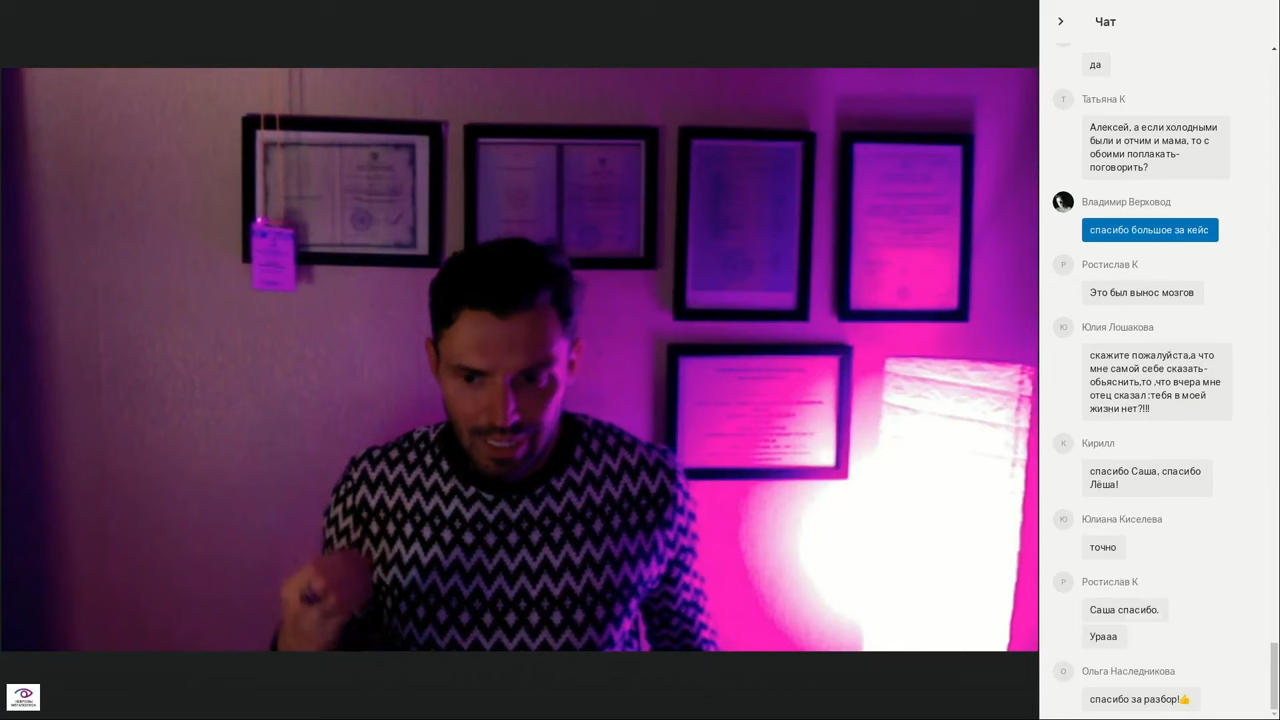 Чат
да
Т
Татьяна К
Алексей, а если холодными
были и отчим и мама, то с
обоими поплакать-
поговорить?
Владимир Верховод
спасибо большое за кейс
Р
Ростислав К
Это был вынос мозгов
Ю
Юлия Лошакова
скажите пожалуйста,а что
мне самой себе сказать-
обьяснить,то .что вчера мне
отец сказал :тебя в моей
жизни нет?!!!
К
Кирилл
спасибо Саша, спасибо
Лёша!
Ю
Юлиана Киселева
точно
Р
Ростислав К
Саша спасибо.
Урааа
О
Ольга Наследникова
спасибо за разбор!👍